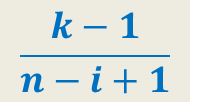 k − 1
n − i + 1